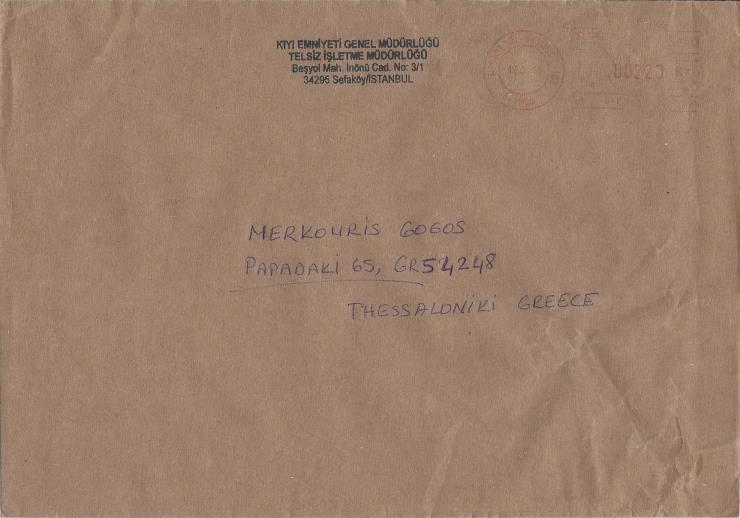 KIYI EMNİYETİ GENEL MÜDÜRLÜĞÜ
TELSİZ İŞLETME MÜDÜRLÜĞÜ
Beşyol Mah. İnönü Cad. No: 3/1
34295 Sefaköy/İSTANBUL
00220
MERKOURIS GOGOS
PAPADAKI 65, GR54248
THESSALONIKI GREECE